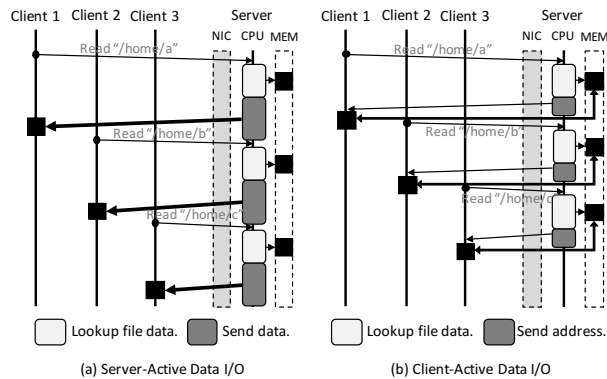 Client 1 Client 2 Client 3 Server
NIC CPU MEM
Read "/home/a"
Read "/home/b"
Read "/home/c"
Lookup file data. Send data.
(a) Server-Active Data I/O
Client 1 Client 2 Client 3 Server
NIC CPU MEM
Read "/home/a"
Read "/home/b"
Read "/home/c
Lookup file data. Send address.
(b) Client-Active Data I/O